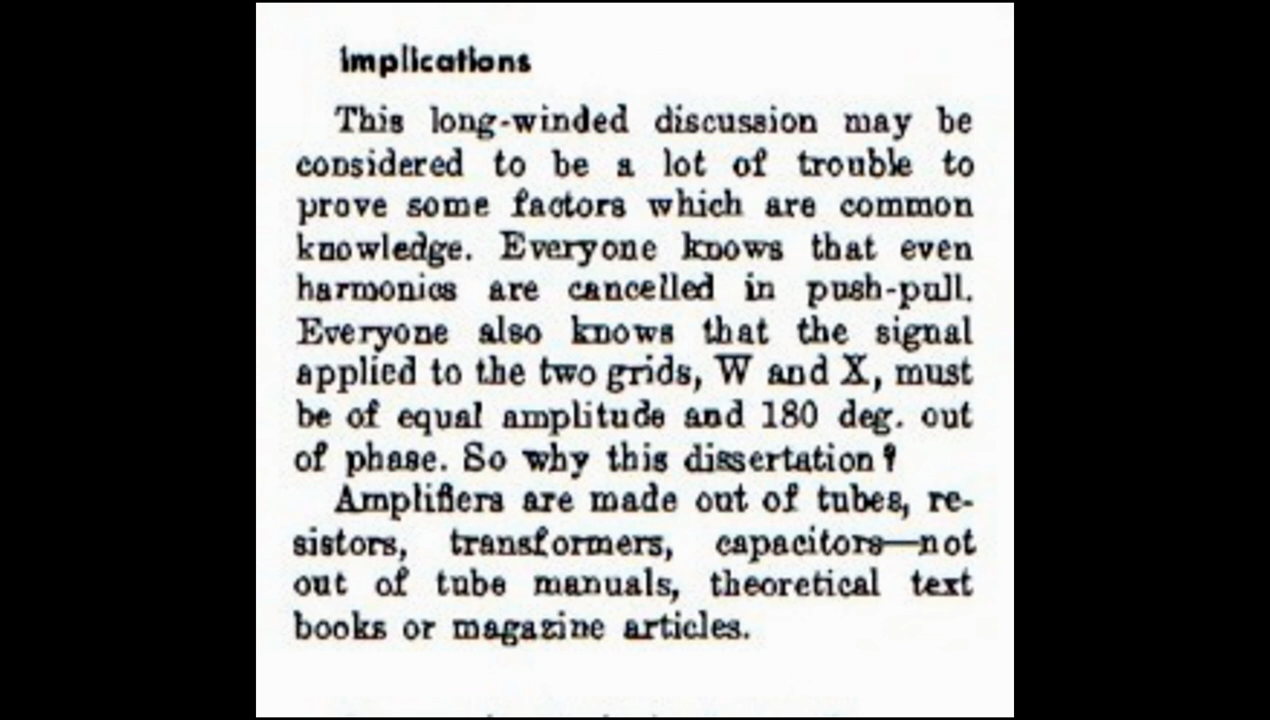 Implications
This long-winded discussion may be
considered to be a lot of trouble to
prove some factors which are common
knowledge. Everyone knows that even
harmonics are cancelled in push-pull.
Everyone also knows that the signal
applied to the two grids, W and X, must
be of equal amplitude and 180 deg. out
of phase. So why this dissertation?
Amplifiers are made out of tubes, re-
sistors, transformers, capacitors—not
out of tube manuals, theoretical text
books or magazine articles.